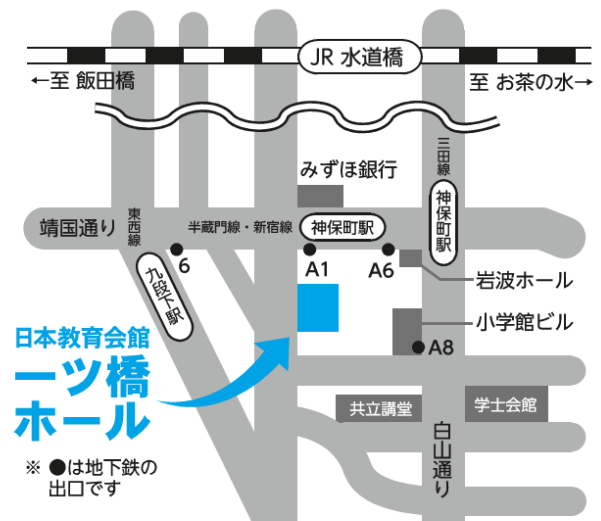 JR 水道橋
←至 飯田橋
至 お茶の水→
みずほ銀行
三田線
神保町駅
靖国通り
東西線
半蔵門線・新宿線
神保町駅
6
A1
A6
九段下駅
岩波ホール
小学館ビル
A8
日本教育会館
一ツ橋
ホール
共立講堂
学士会館
白山通り
※ ●は地下鉄の
出口です